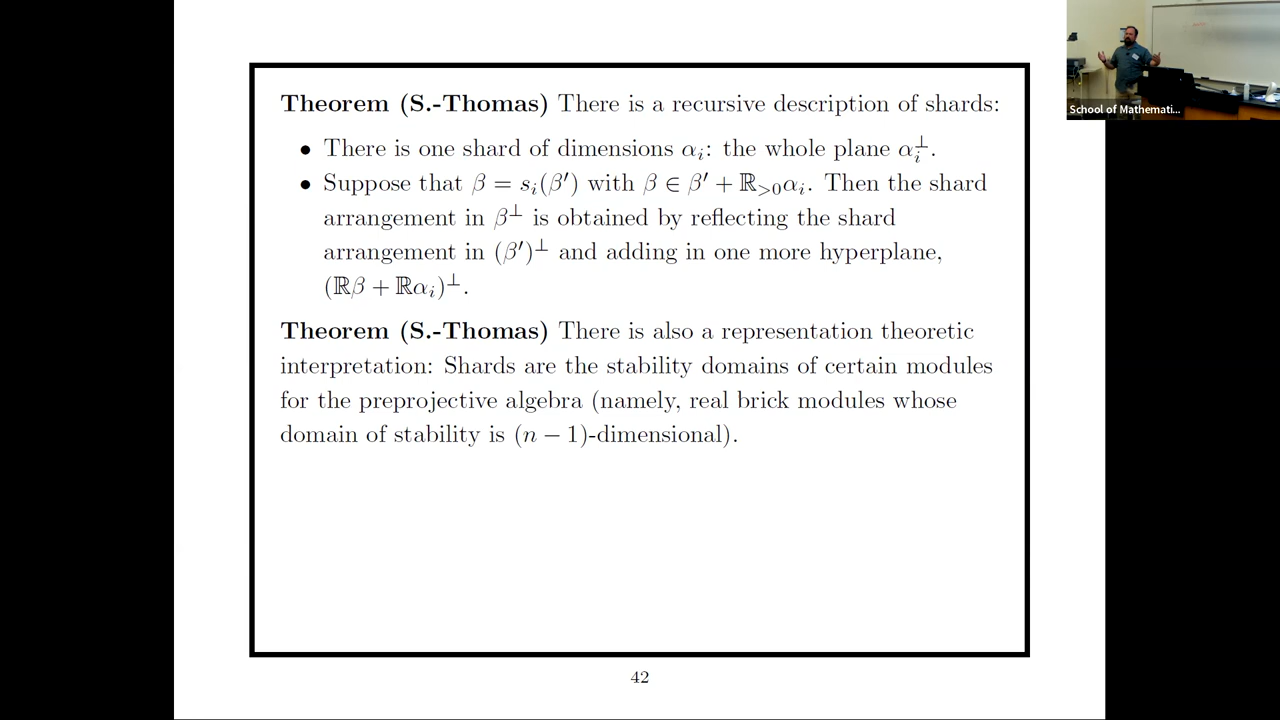 Theorem (S.-Thomas) There is a recursive description of shards:
• There is one shard of dimensions αᵢ: the whole plane αᵢ^⊥.
• Suppose that β = sᵢ(β′) with β ∈ β′ + ℝ_{>0}αᵢ. Then the shard
arrangement in β^⊥ is obtained by reflecting the shard
arrangement in (β′)^⊥ and adding in one more hyperplane,
(ℝβ + ℝαᵢ)^⊥.
Theorem (S.-Thomas) There is also a representation theoretic
interpretation: Shards are the stability domains of certain modules
for the preprojective algebra (namely, real brick modules whose
domain of stability is (n − 1)-dimensional).
42
School of Mathemati...